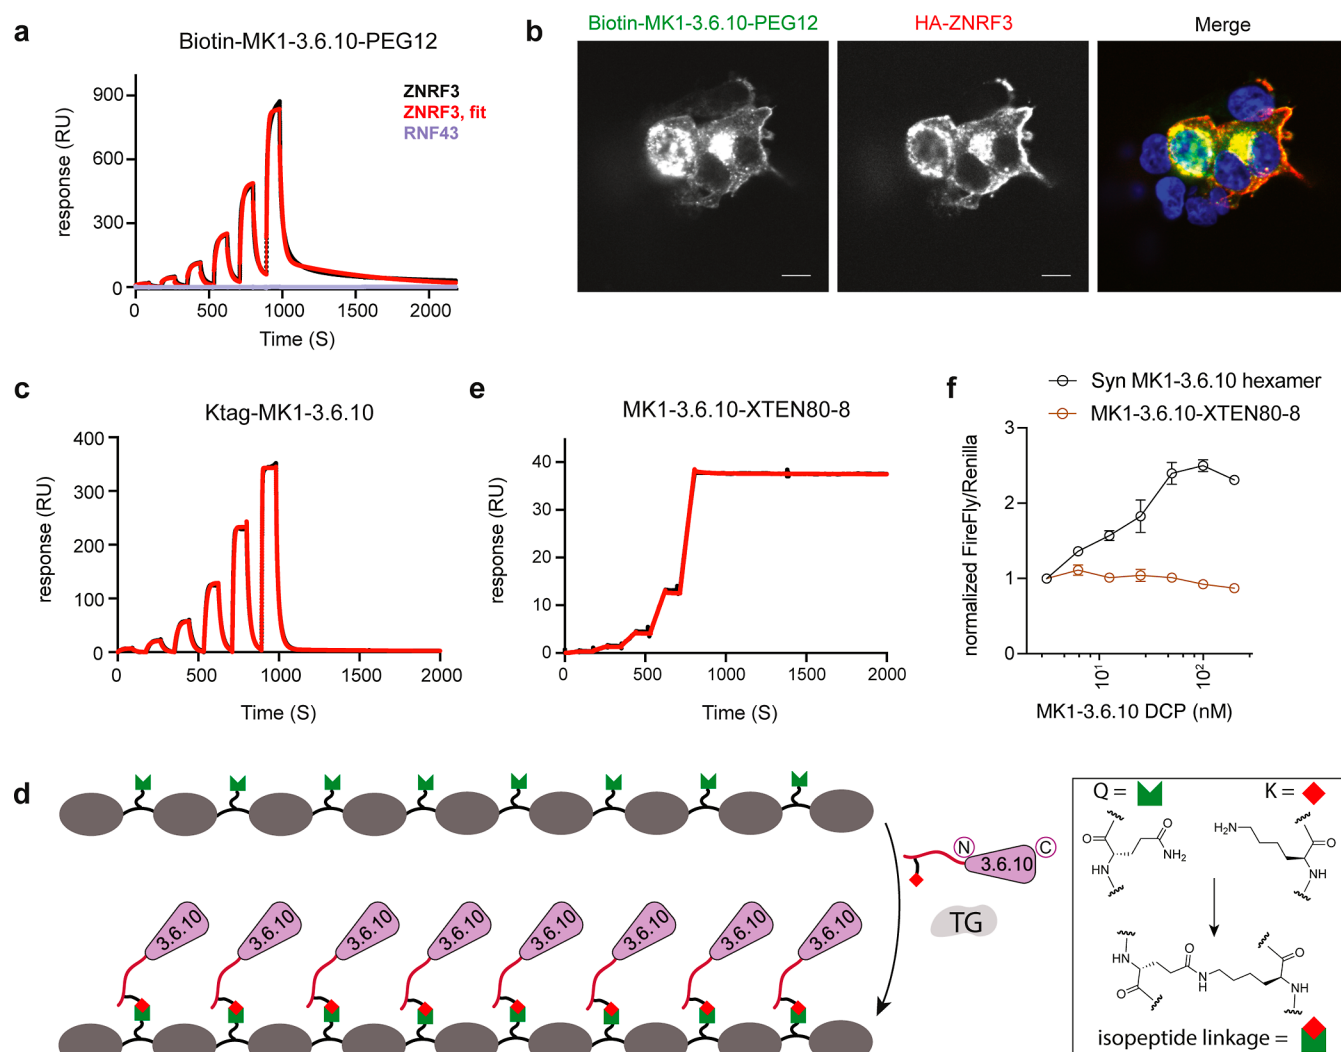 a
Biotin-MK1-3.6.10-PEG12
ZNRF3
ZNRF3, fit
RNF43
response (RU)
900
600
300
0
0 500 1000 1500 2000
Time (S)
b
Biotin-MK1-3.6.10-PEG12
HA-ZNRF3
Merge
c
Ktag-MK1-3.6.10
response (RU)
400
300
200
100
0
0 500 1000 1500 2000
Time (S)
e
MK1-3.6.10-XTEN80-8
response (RU)
40
30
20
10
0
0 500 1000 1500 2000
Time (S)
f
Syn MK1-3.6.10 hexamer
MK1-3.6.10-XTEN80-8
normalized FireFly/Renilla
3
2
1
0
10¹ 10²
MK1-3.6.10 DCP (nM)
d
N
3.6.10
C
TG
3.6.10 3.6.10 3.6.10 3.6.10 3.6.10 3.6.10 3.6.10 3.6.10
Q =
K =
O
O
NH₂
HN
H₂N
O
NH
HN
O
O
N
H
O
NH
isopeptide linkage =